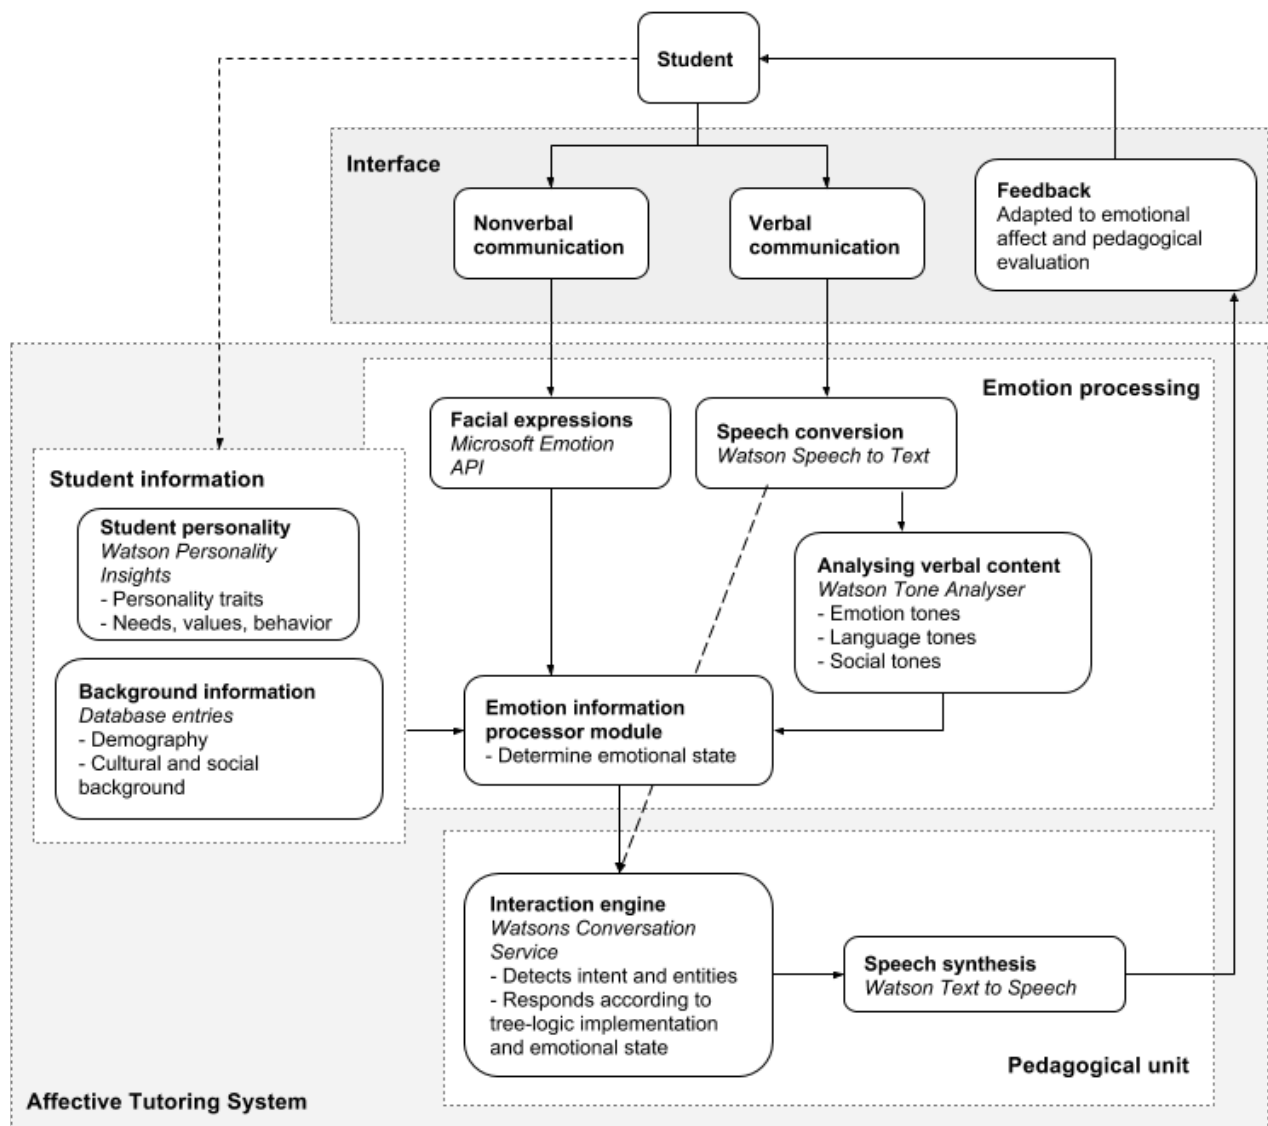 Student
Interface
Nonverbal
communication
Verbal
communication
Feedback
Adapted to emotional
affect and pedagogical
evaluation
Emotion processing
Facial expressions
Microsoft Emotion
API
Speech conversion
Watson Speech to Text
Student information
Student personality
Watson Personality
Insights
- Personality traits
- Needs, values, behavior
Analysing verbal content
Watson Tone Analyser
- Emotion tones
- Language tones
- Social tones
Background information
Database entries
- Demography
- Cultural and social
background
Emotion information
processor module
- Determine emotional state
Interaction engine
Watsons Conversation
Service
- Detects intent and entities
- Responds according to
tree-logic implementation
and emotional state
Speech synthesis
Watson Text to Speech
Pedagogical unit
Affective Tutoring System